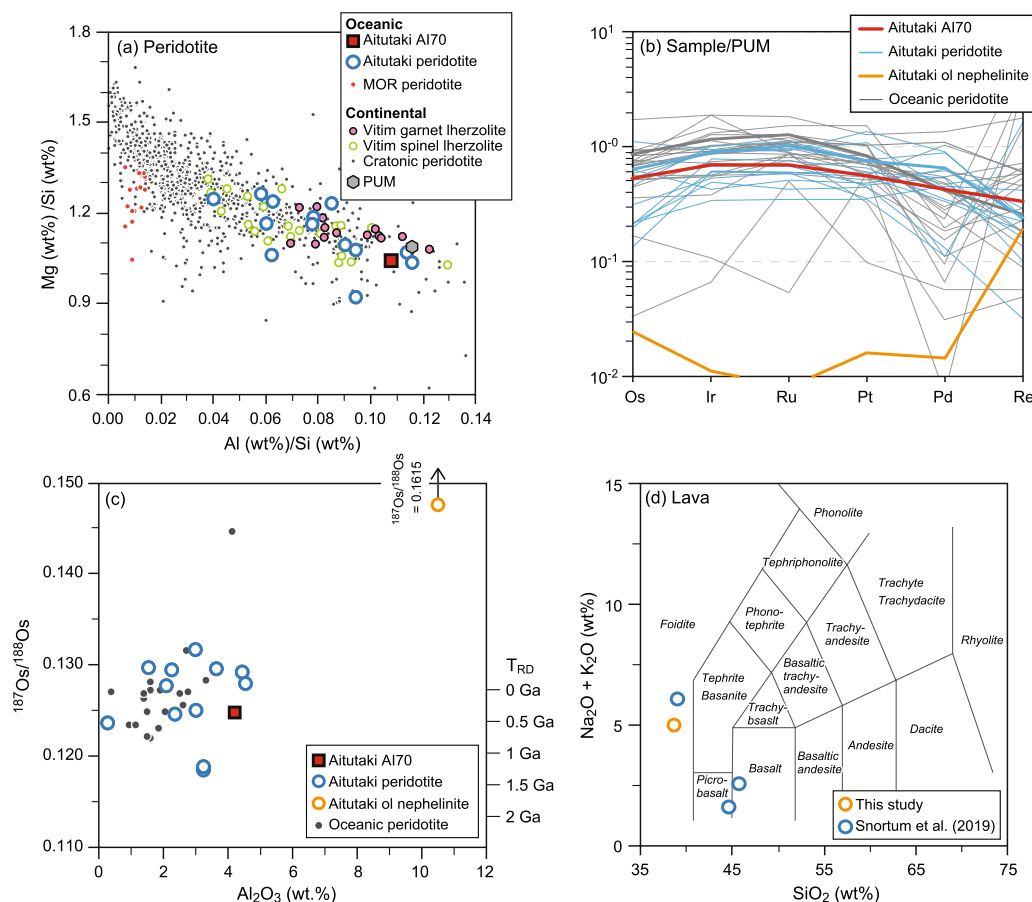 (a) Peridotite
Mg (wt%) /Si (wt%)
1.8
1.5
1.2
0.9
0.6
0.00
0.02
0.04
0.06
0.08
0.10
0.12
0.14
Al (wt%)/Si (wt%)
Oceanic
Aitutaki AI70
Aitutaki peridotite
MOR peridotite
Continental
Vitim garnet lherzolite
Vitim spinel lherzolite
Cratonic peridotite
PUM
(b) Sample/PUM
10¹
10⁻⁰
10⁻¹
10⁻²
Os
Ir
Ru
Pt
Pd
Re
Aitutaki AI70
Aitutaki peridotite
Aitutaki ol nephelinite
Oceanic peridotite
(c)
¹⁸⁷Os/¹⁸⁸Os
0.150
0.140
0.130
0.120
0.110
0
2
4
6
8
10
12
Al₂O₃ (wt.%)
¹⁸⁷Os/¹⁸⁸Os
= 0.1615
T_RD
0 Ga
0.5 Ga
1 Ga
1.5 Ga
2 Ga
Aitutaki AI70
Aitutaki peridotite
Aitutaki ol nephelinite
Oceanic peridotite
(d) Lava
Na₂O + K₂O (wt%)
15
10
5
0
35
45
55
65
75
SiO₂ (wt%)
Phonolite
Tephriphonolite
Trachyte
Trachydacite
Foidite
Phono-
tephrite
Trachy-
andesite
Rhyolite
Tephrite
Basanite
Basaltic
trachy-
andesite
Trachy-
bsaslt
Picro-
basalt
Basalt
Basaltic
andesite
Andesite
Dacite
This study
Snortum et al. (2019)